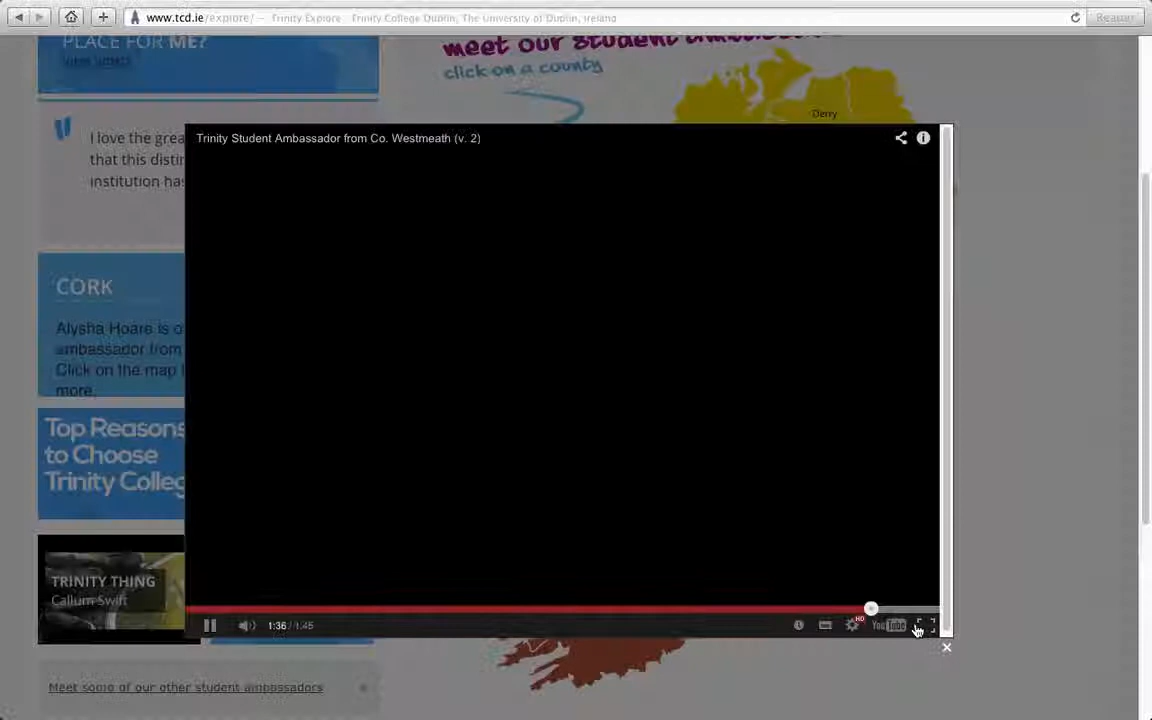 www.tcd.ie/explore/ — Trinity Explore - Trinity College Dublin, The University of Dublin, Ireland
Reader
PLACE FOR ME?
meet our student
click on a county
Derry
I love the grea
that this distin
institution has
Trinity Student Ambassador from Co. Westmeath (v. 2)
CORK
Alysha Hoare is o
ambassador from
Click on the map
more.
Top Reasons
to Choose
Trinity Colleg
TRINITY THING
Callum Swift
1:36 / 1:45
HD
YouTube
Meet some of our other student ambassadors